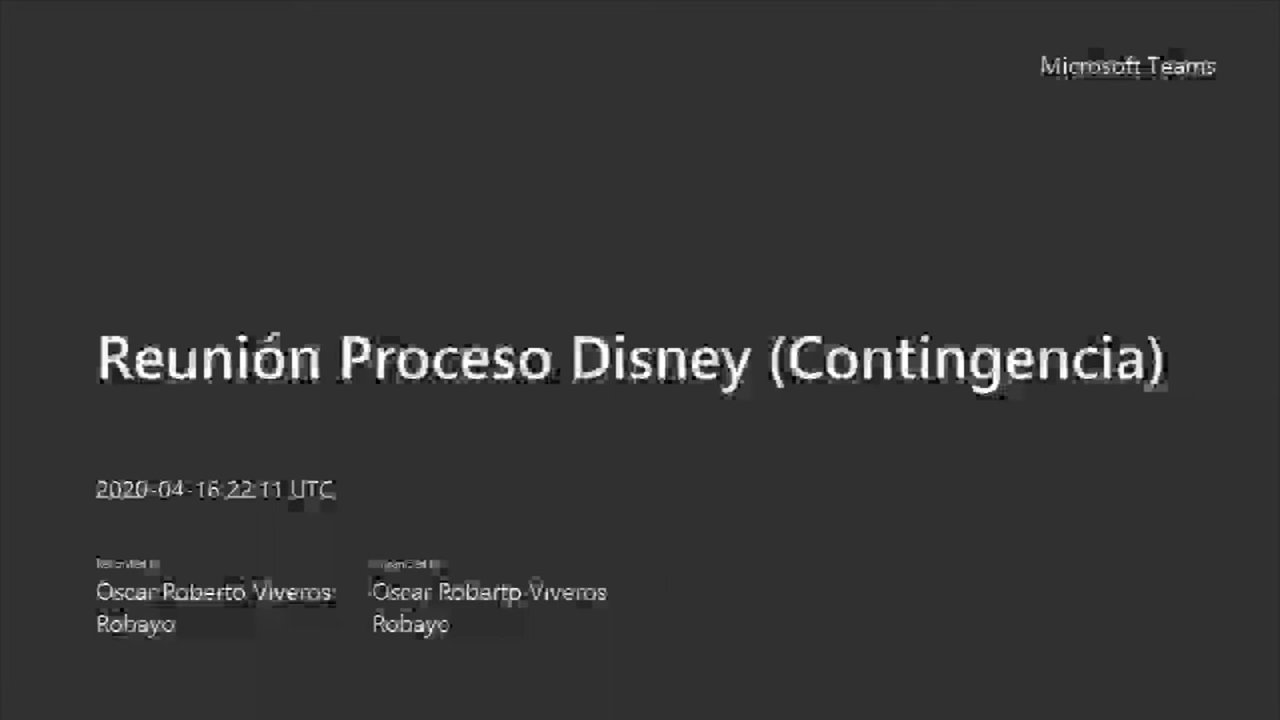 Microsoft Teams
Reunión Proceso Disney (Contingencia)
2020-04-16 22:11 UTC
Oscar Roberto Viveros
Robayo
Oscar Roberto Viveros
Robayo